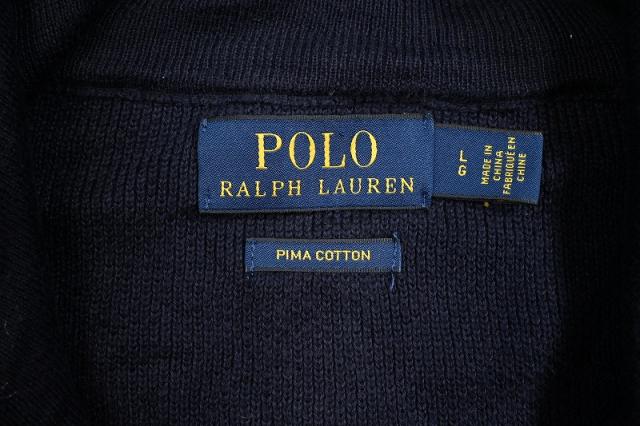 POLO
RALPH LAUREN
L
G
MADE IN
CHINA
FABRIQUÉ EN
CHINE
PIMA COTTON